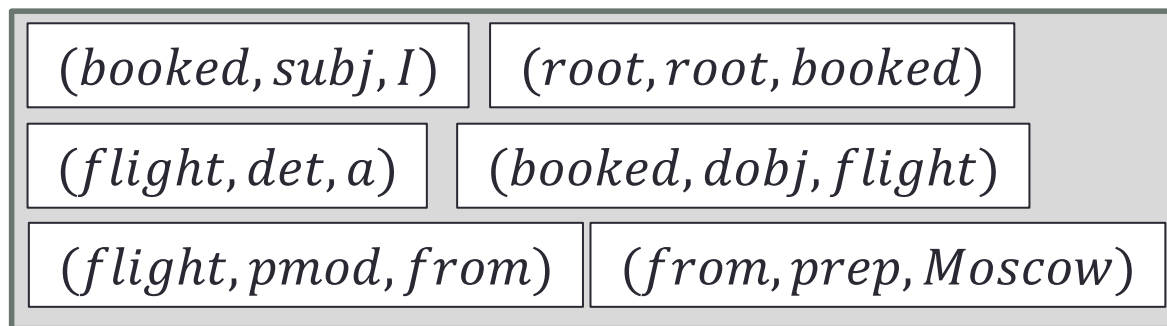 (booked, subj, I) (root, root, booked)
(flight, det, a) (booked, dobj, flight)
(flight, pmod, from) (from, prep, Moscow)